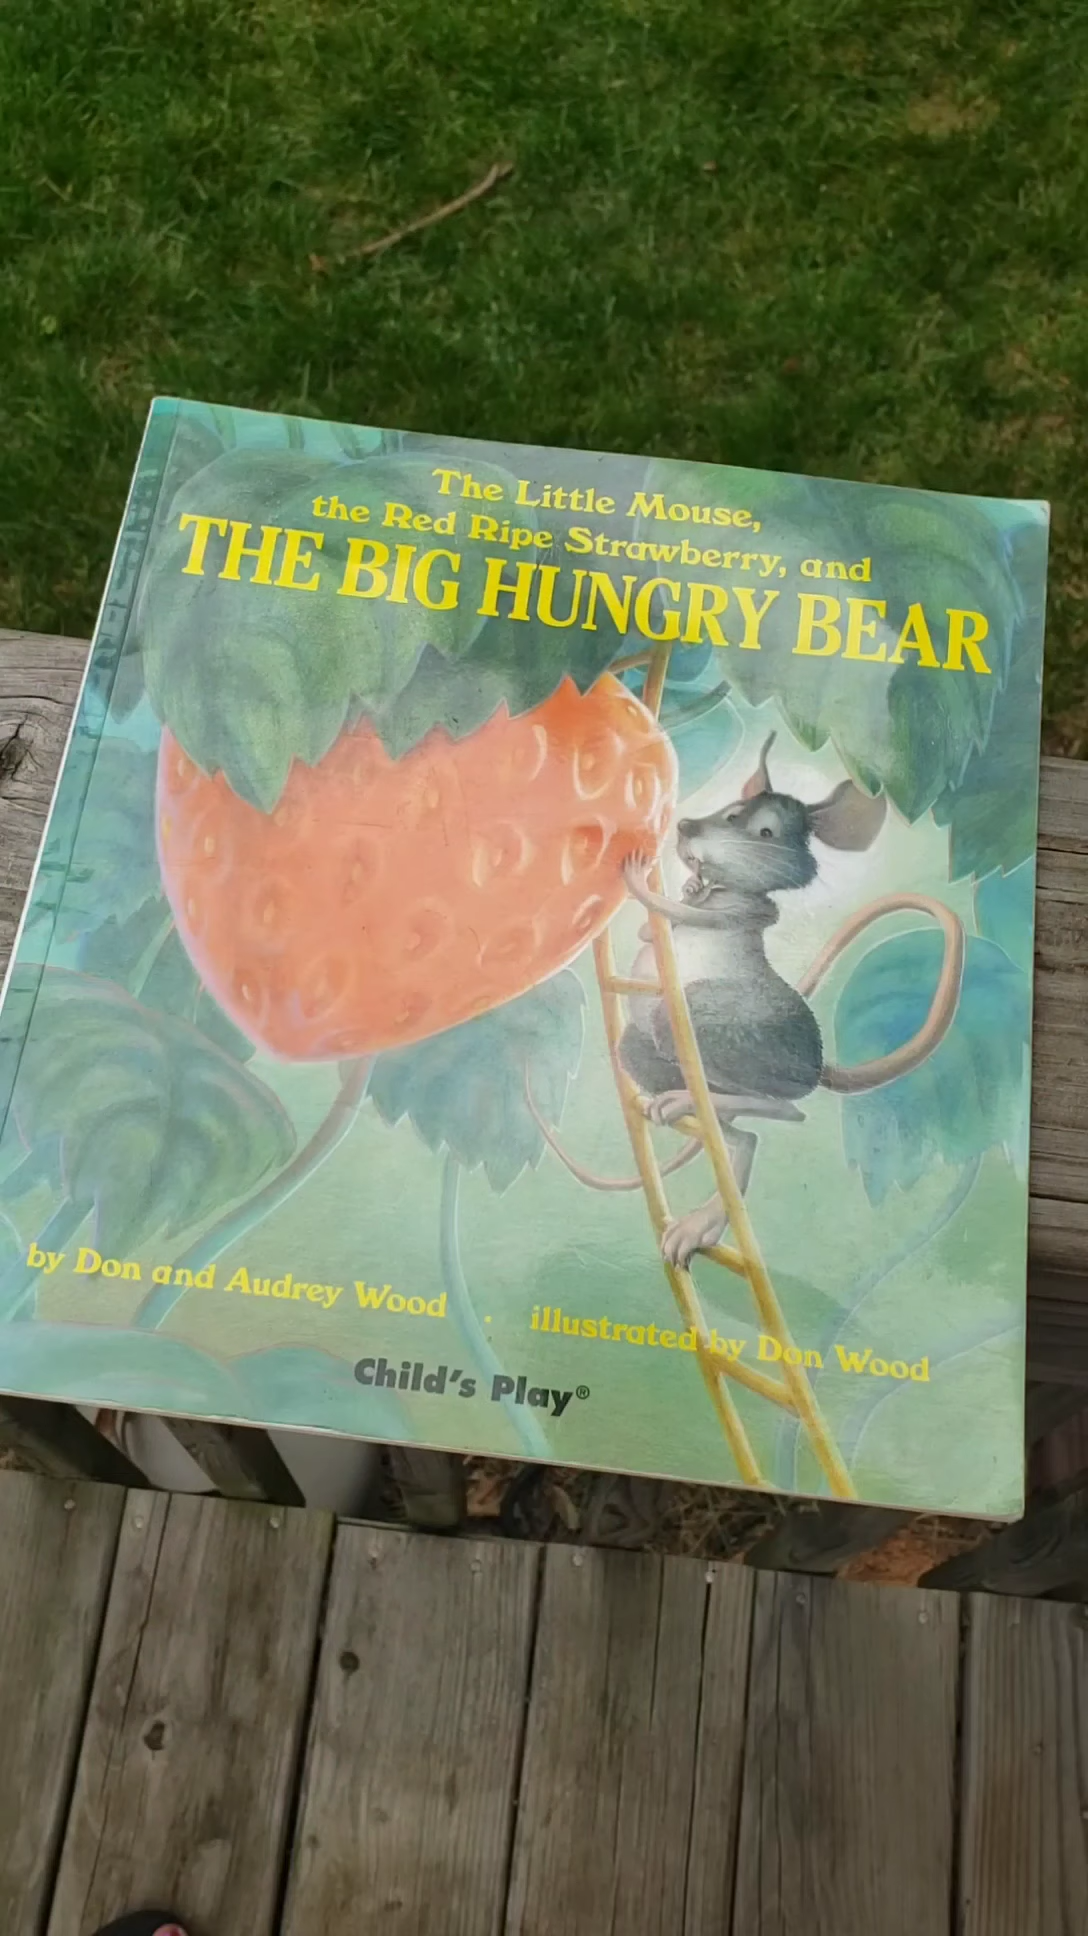 The Little Mouse,
the Red Ripe Strawberry, and
THE BIG HUNGRY BEAR
by Don and Audrey Wood . illustrated by Don Wood
Child's Play®